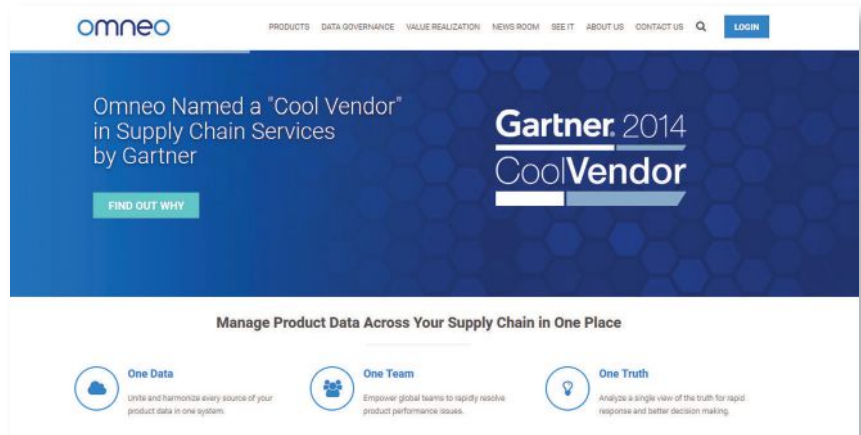 omneo
PRODUCTS DATA GOVERNANCE VALUE REALIZATION NEWS ROOM SEE IT ABOUT US CONTACT US LOGIN
Omneo Named a "Cool Vendor"
in Supply Chain Services
by Gartner
FIND OUT WHY
Gartner. 2014
CoolVendor
Manage Product Data Across Your Supply Chain in One Place
One Data
Unite and harmonize every source of your
product data in one system.
One Team
Empower global teams to rapidly resolve
product performance issues.
One Truth
Analyze a single view of the truth for rapid
response and better decision making.